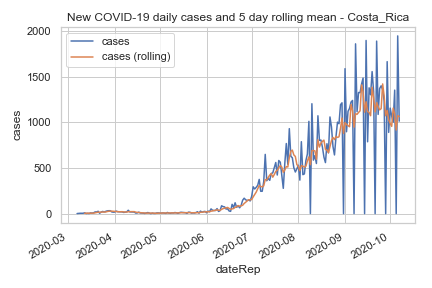 New COVID-19 daily cases and 5 day rolling mean - Costa_Rica
2000
1500
1000
500
0
cases
cases
cases (rolling)
2020-03
2020-04
2020-05
2020-06
2020-07
2020-08
2020-09
2020-10
dateRep